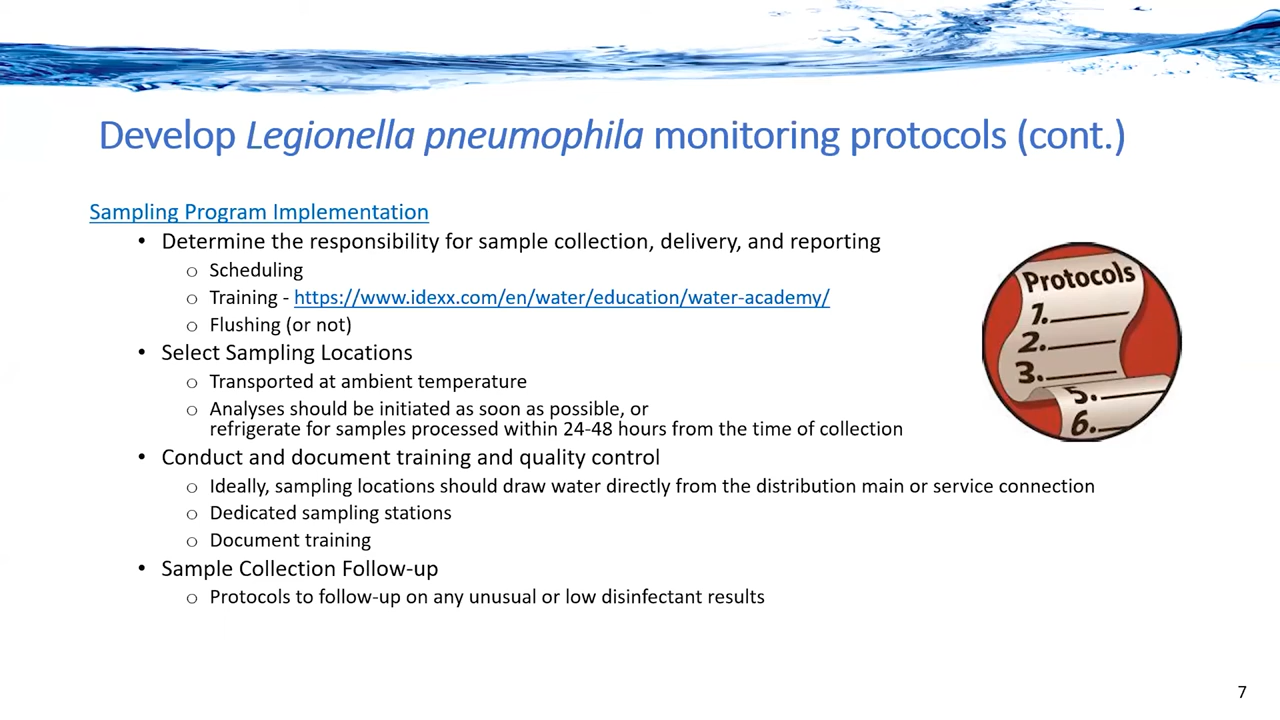 Develop Legionella pneumophila monitoring protocols (cont.)
Sampling Program Implementation
• Determine the responsibility for sample collection, delivery, and reporting
○ Scheduling
○ Training - https://www.idexx.com/en/water/education/water-academy/
○ Flushing (or not)
• Select Sampling Locations
○ Transported at ambient temperature
○ Analyses should be initiated as soon as possible, or
refrigerate for samples processed within 24-48 hours from the time of collection
• Conduct and document training and quality control
○ Ideally, sampling locations should draw water directly from the distribution main or service connection
○ Dedicated sampling stations
○ Document training
• Sample Collection Follow-up
○ Protocols to follow-up on any unusual or low disinfectant results
Protocols
1.
2.
3.
5.
6.
7